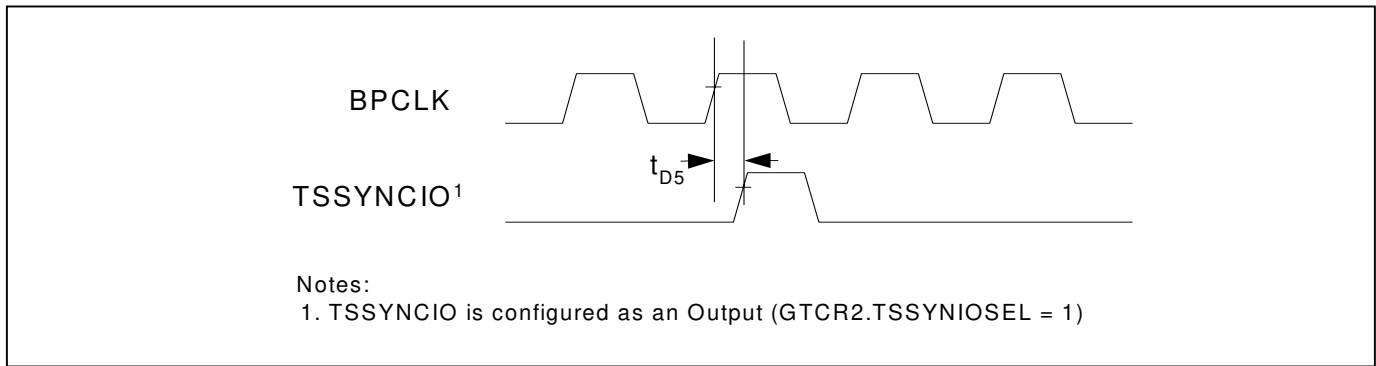 BPCLK
tD5
TSSYNCIO1
Notes:
1. TSSYNCIO is configured as an Output (GTCR2.TSSYNIOSEL = 1)